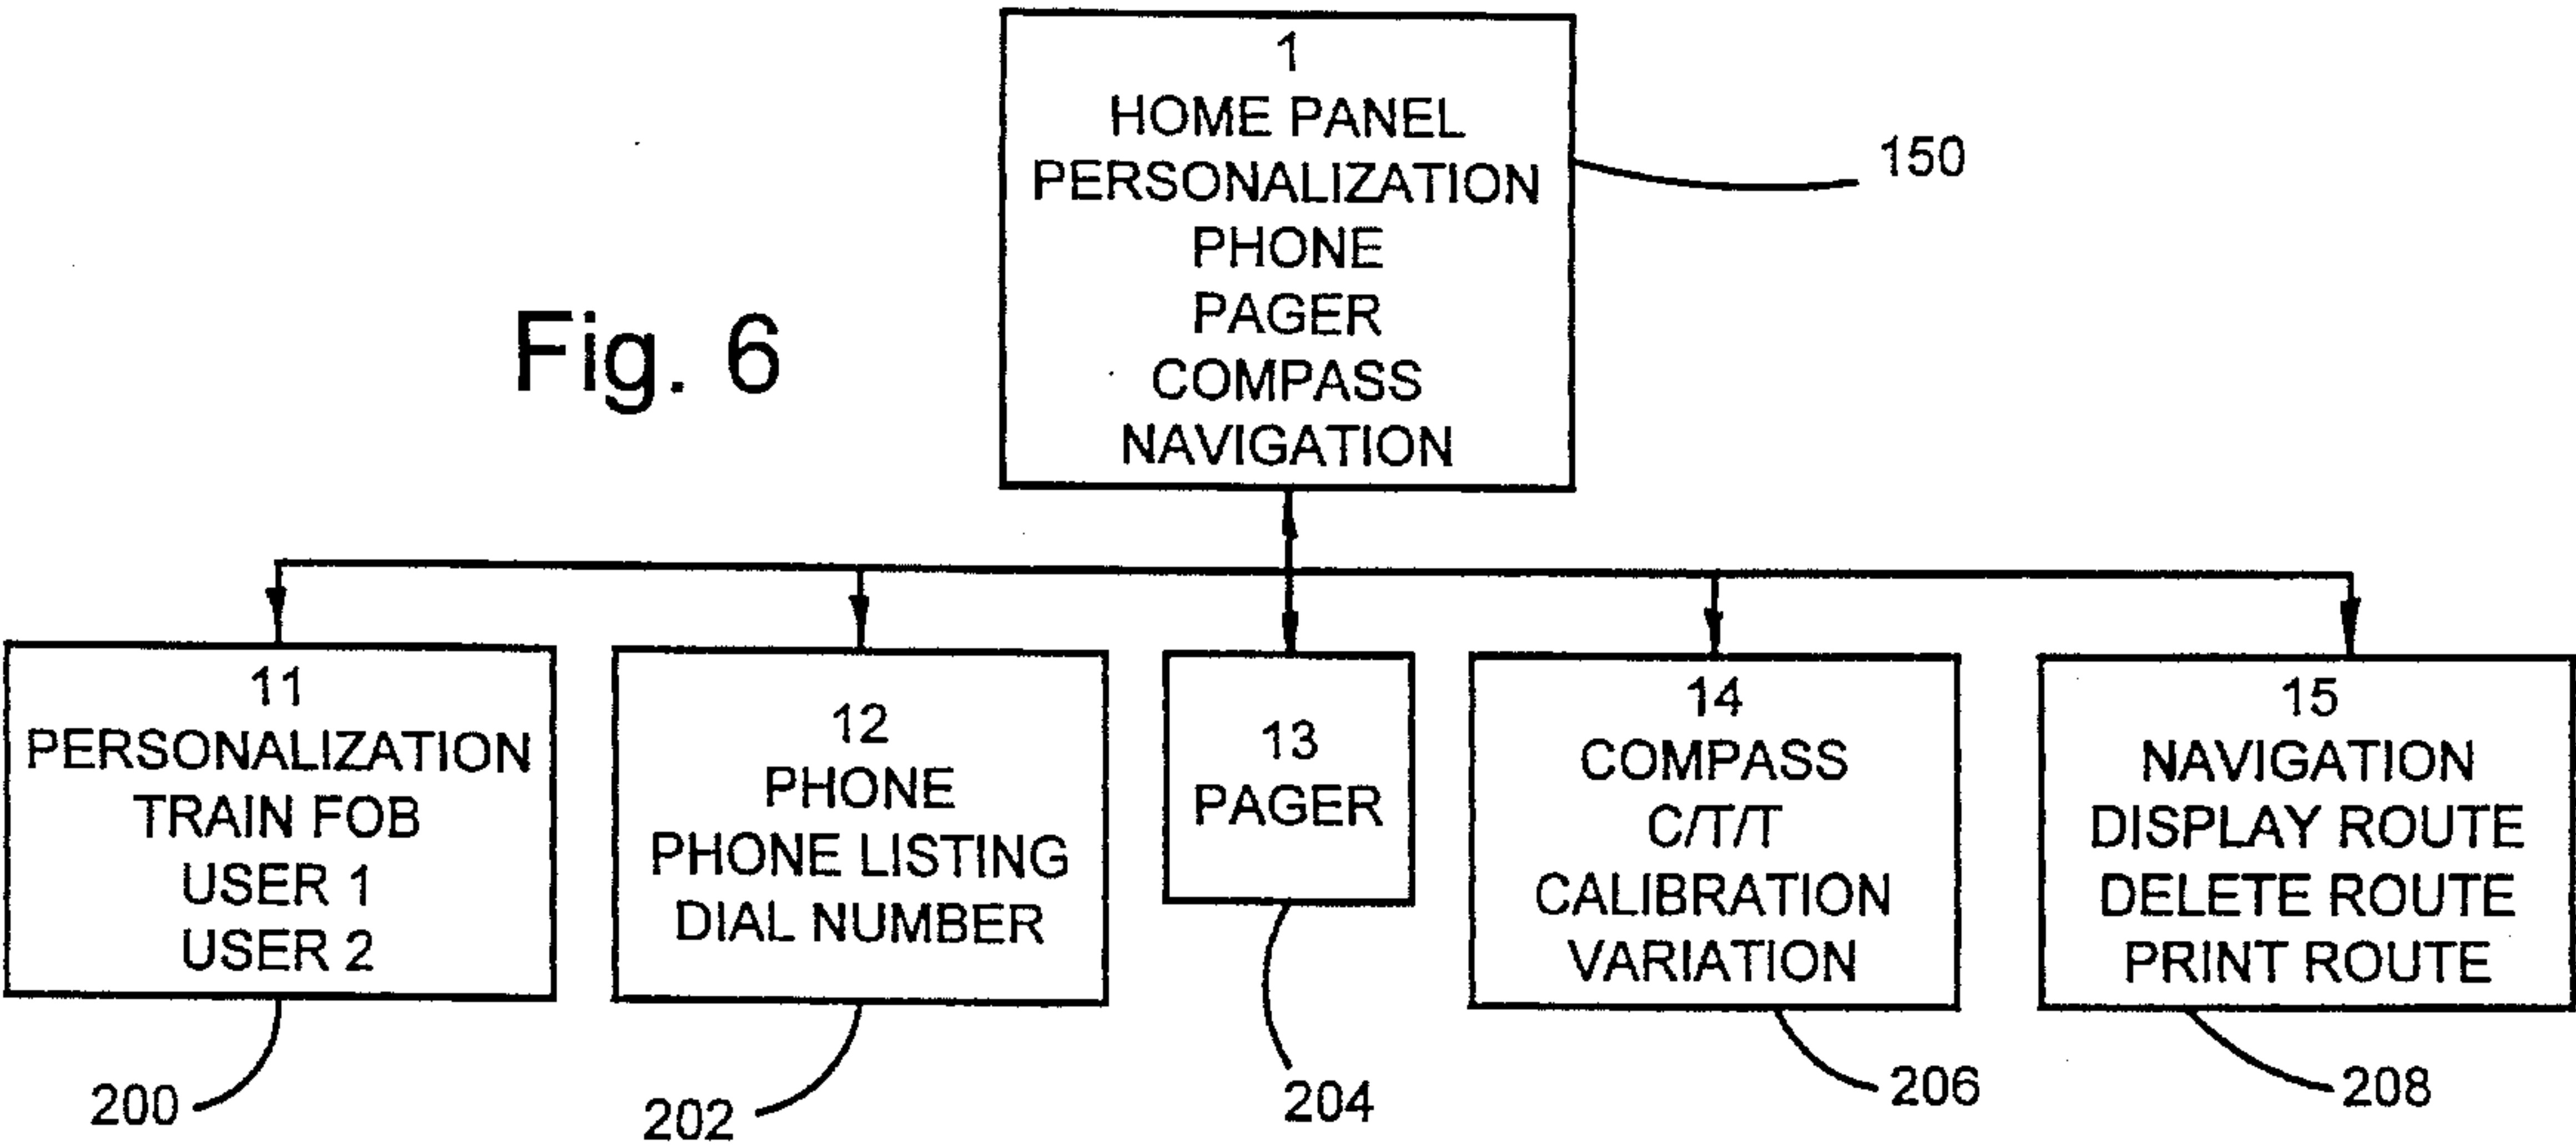 1
HOME PANEL
PERSONALIZATION
PHONE
PAGER
COMPASS
NAVIGATION
150
Fig. 6
11
PERSONALIZATION
TRAIN FOB
USER 1
USER 2
200
12
PHONE
PHONE LISTING
DIAL NUMBER
202
13
PAGER
204
14
COMPASS
C/T/T
CALIBRATION
VARIATION
206
15
NAVIGATION
DISPLAY ROUTE
DELETE ROUTE
PRINT ROUTE
208